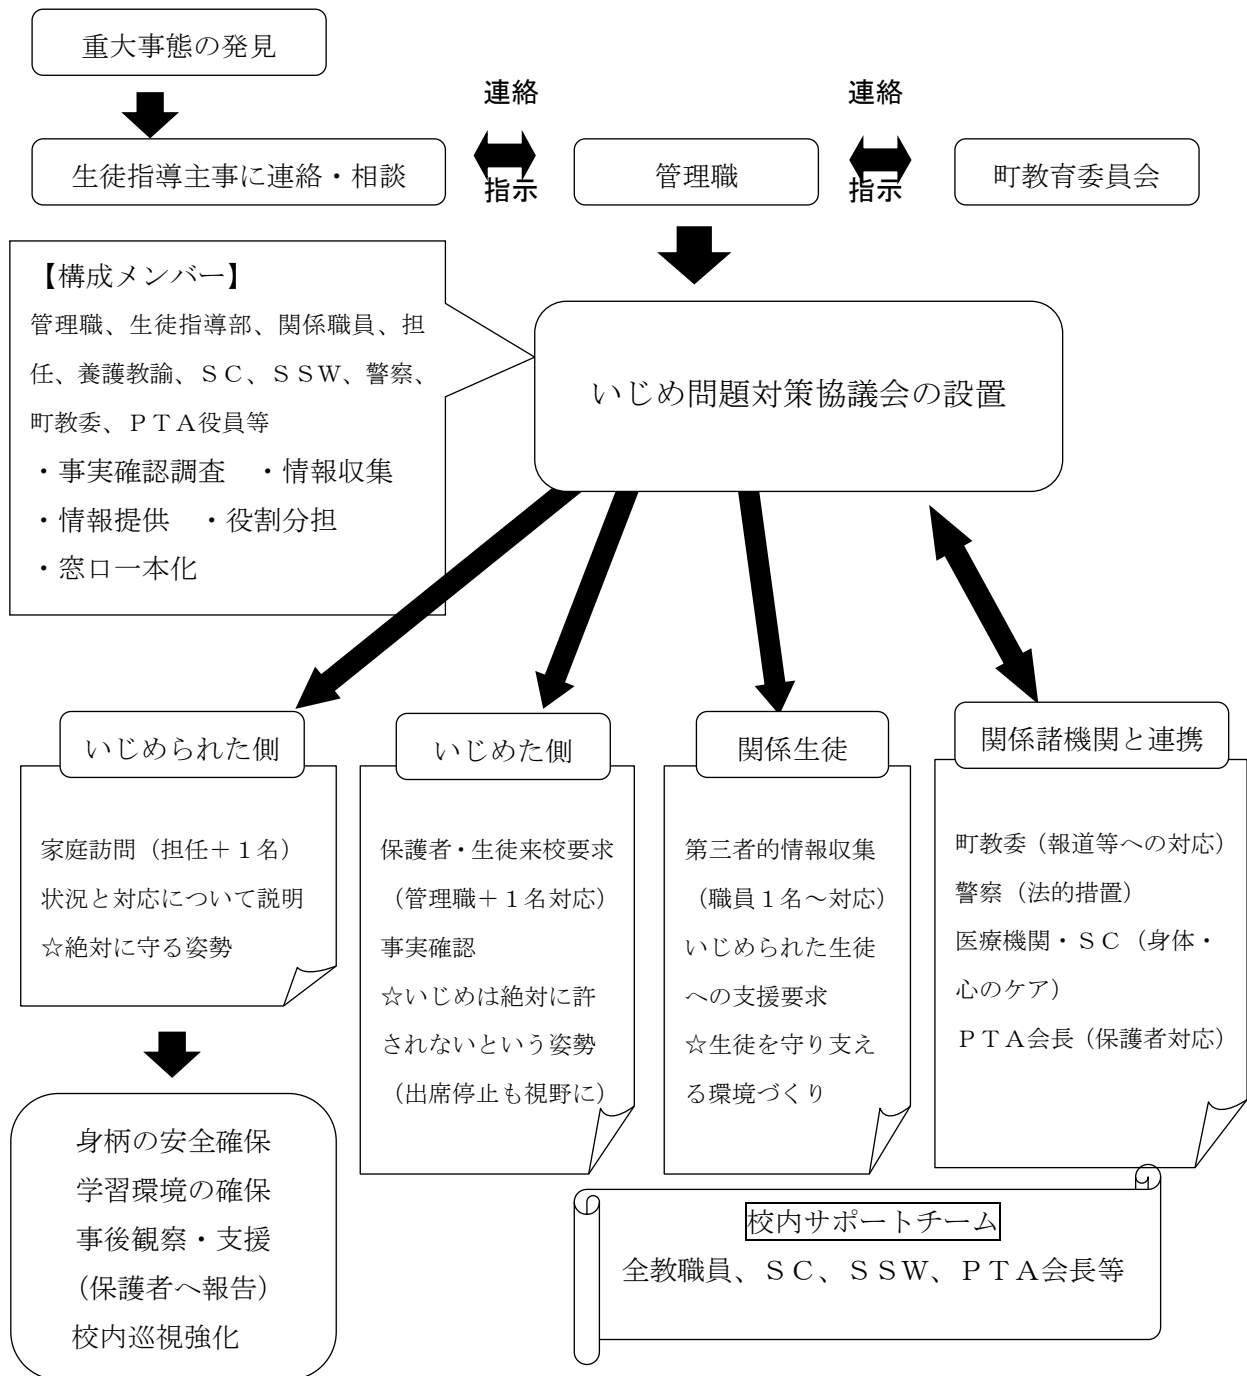 重大事態の発見
連絡
連絡
生徒指導主事に連絡・相談
管理職
町教育委員会
指示
指示
【構成メンバー】
管理職、生徒指導部、関係職員、担
任、養護教諭、ＳＣ、ＳＳＷ、警察、
町教委、ＰＴＡ役員等
・事実確認調査　・情報収集
・情報提供　・役割分担
・窓口一本化
いじめ問題対策協議会の設置
いじめられた側
家庭訪問（担任＋１名）
状況と対応について説明
☆絶対に守る姿勢
身柄の安全確保
学習環境の確保
事後観察・支援
（保護者へ報告）
校内巡視強化
いじめた側
保護者・生徒来校要求
（管理職＋１名対応）
事実確認
☆いじめは絶対に許
されないという姿勢
（出席停止も視野に）
関係生徒
第三者的情報収集
（職員１名～対応）
いじめられた生徒
への支援要求
☆生徒を守り支え
る環境づくり
関係諸機関と連携
町教委（報道等への対応）
警察（法的措置）
医療機関・ＳＣ（身体・
心のケア）
ＰＴＡ会長（保護者対応）
校内サポートチーム
全教職員、ＳＣ、ＳＳＷ、ＰＴＡ会長等